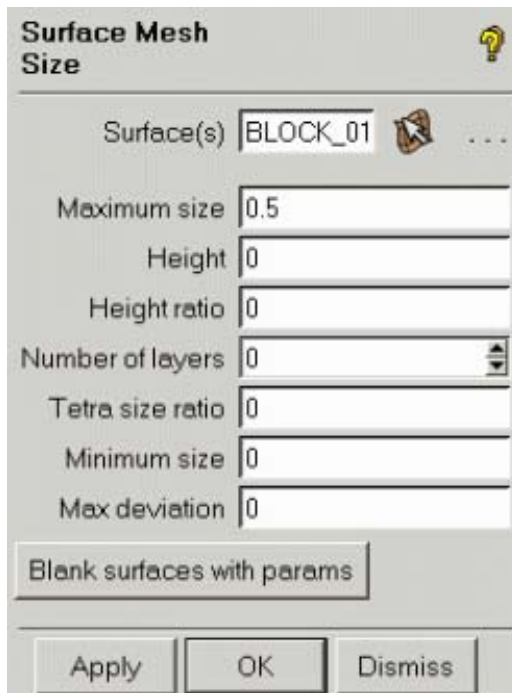 Surface Mesh
Size
Surface(s) BLOCK_01 ...
Maximum size 0.5
Height 0
Height ratio 0
Number of layers 0
Tetra size ratio 0
Minimum size 0
Max deviation 0
Blank surfaces with params
Apply OK Dismiss